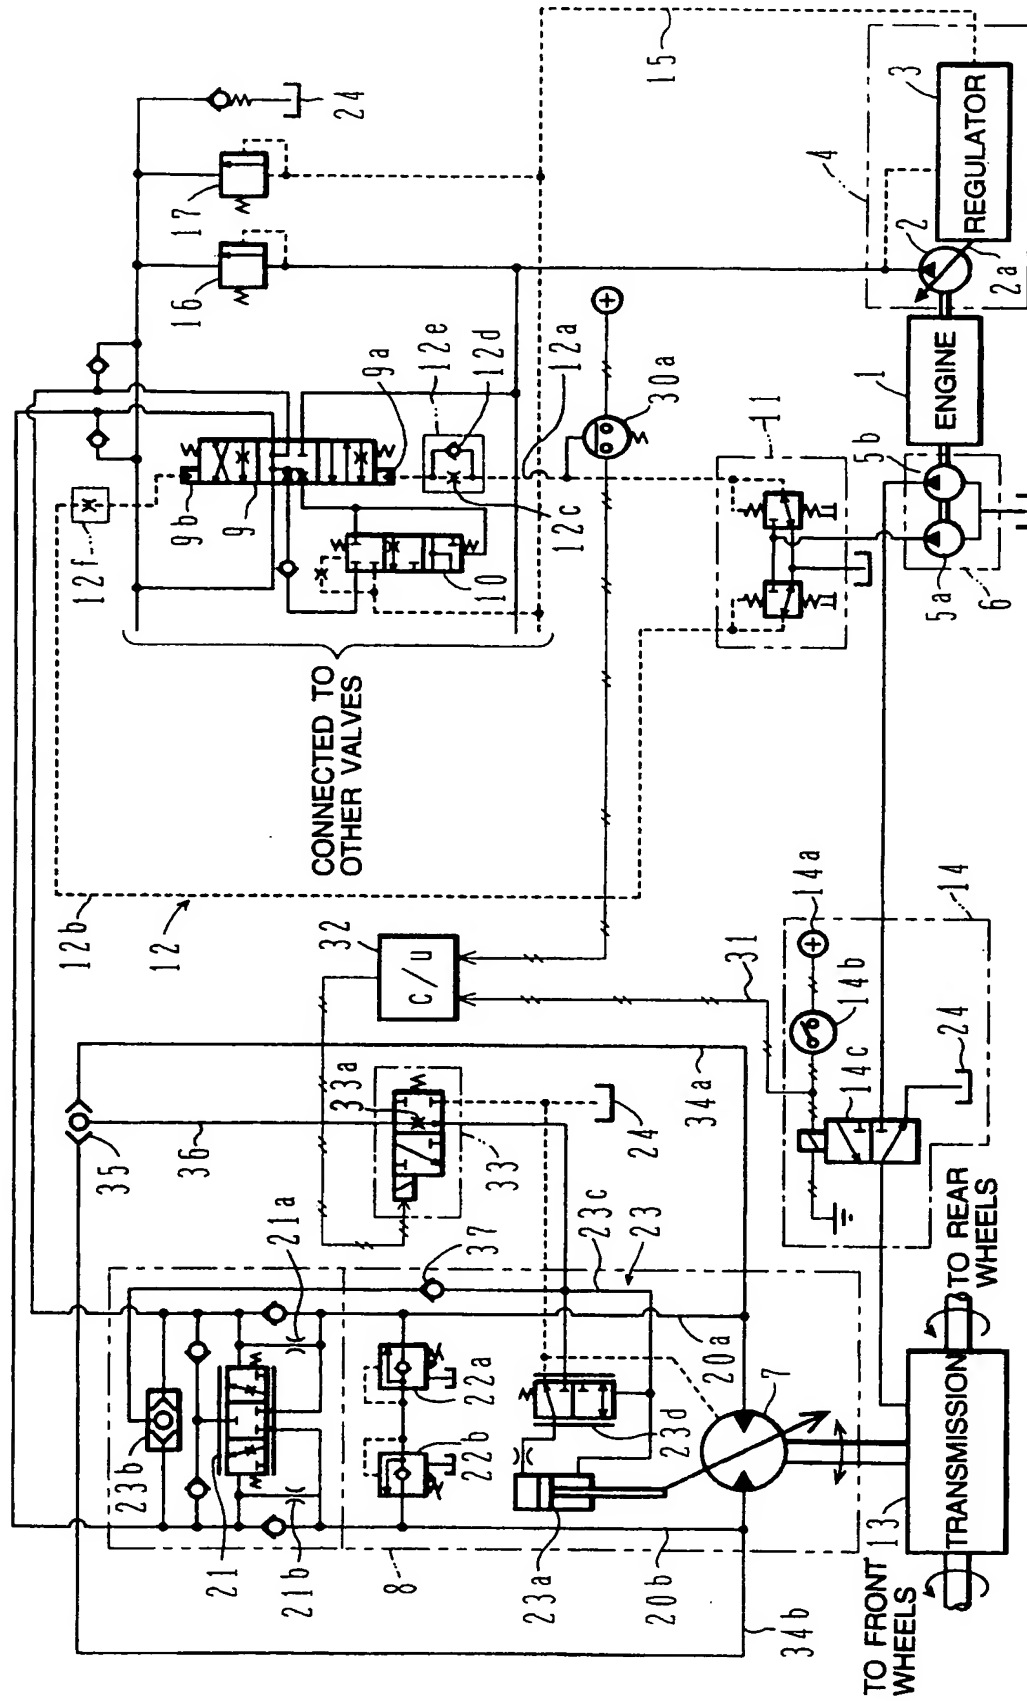 15
3
REGULATOR
4
2
2a
24
17
16
12e
12d
9a
12a
12c
30a
11
1
ENGINE
5b
5a
6
12f
9b
9
10
CONNECTED TO
OTHER VALVES
12b
12
32
C/U
31
14a
14b
14
14c
24
35
36
33a
33
24
34a
21a
37
23c
23
20a
TO REAR
WHEELS
23b
21
21b
22a
22b
8
23d
23a
7
20b
34b
13
TRANSMISSION
TO FRONT
WHEELS